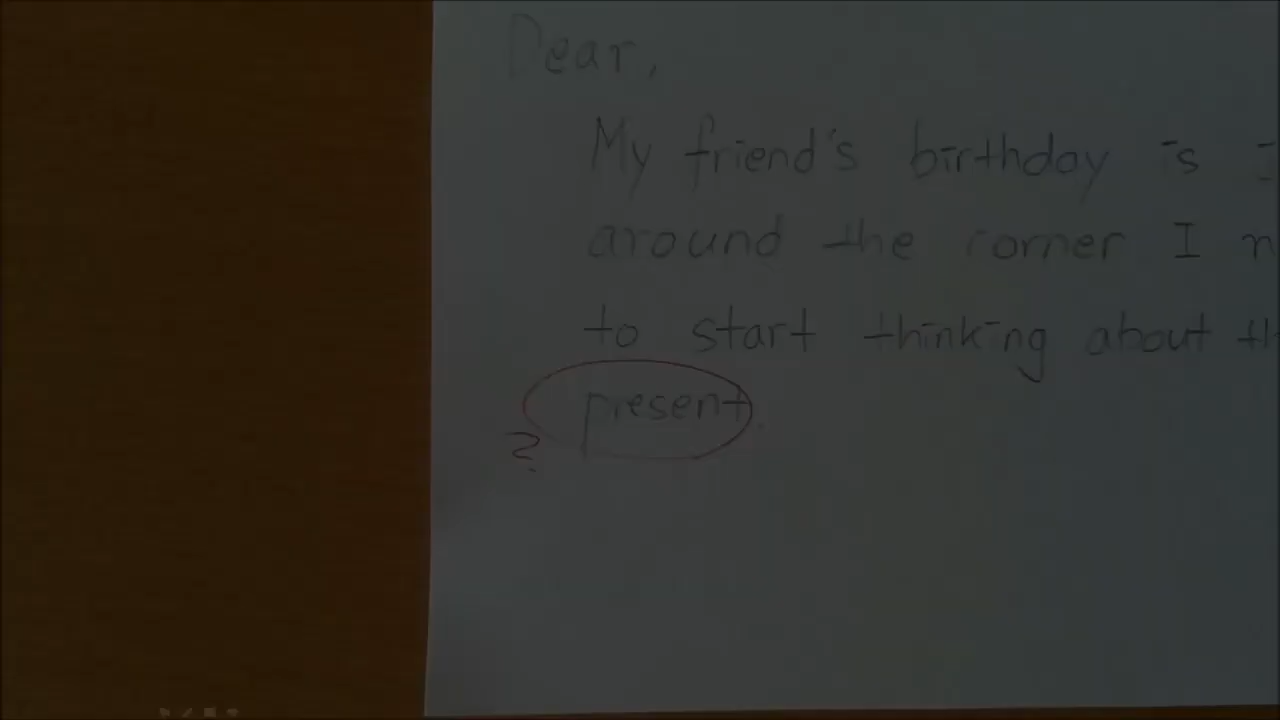 Dear,
My friend's birthday is
around the corner I
to start thinking about
present.
?